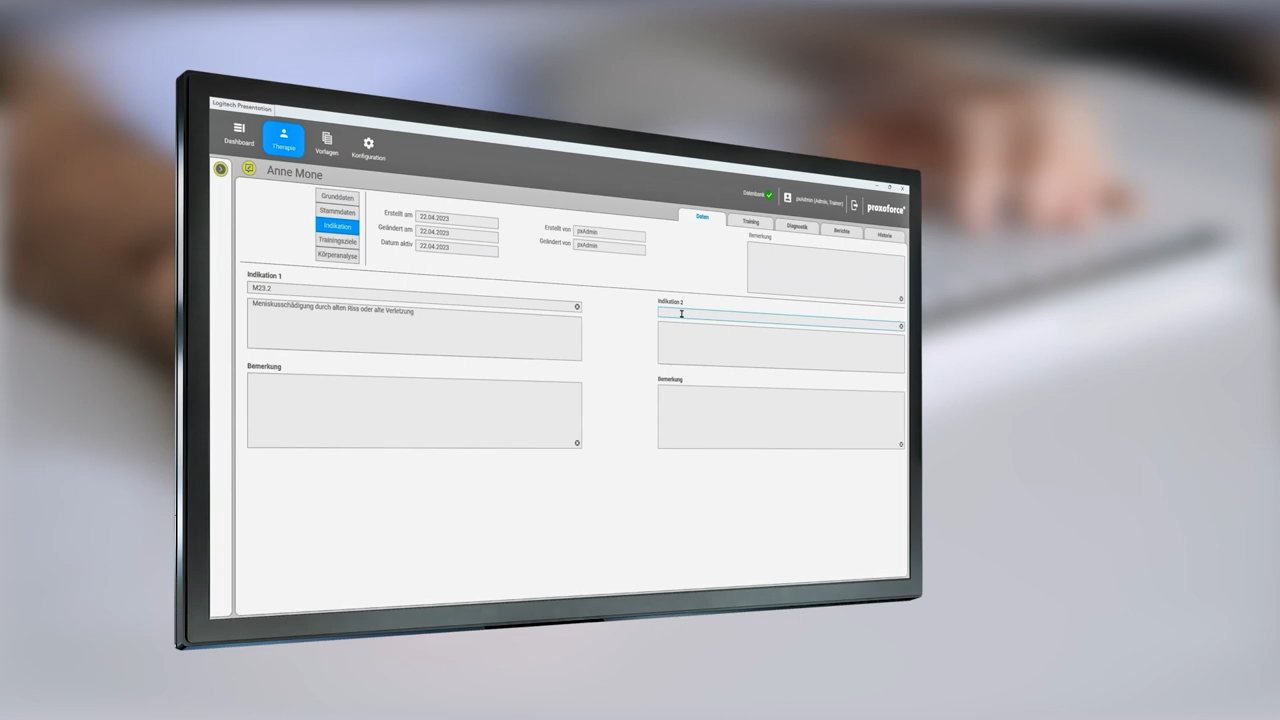 Logitech Presentation
Dashboard
Therapie
Vorlagen
Konfiguration
Datenbank
pxAdmin (Admin, Trainer)
proxoforce®
Anne Mone
Daten
Training
Diagnostik
Berichte
Historie
Grunddaten
Stammdaten
Indikation
Trainingsziele
Körperanalyse
Erstellt am 22.04.2023
Geändert am 22.04.2023
Datum aktiv 22.04.2023
Erstellt von pxAdmin
Geändert von pxAdmin
Bemerkung
Indikation 1
M23.2
Meniskusschädigung durch alten Riss oder alte Verletzung
Bemerkung
Indikation 2
Bemerkung